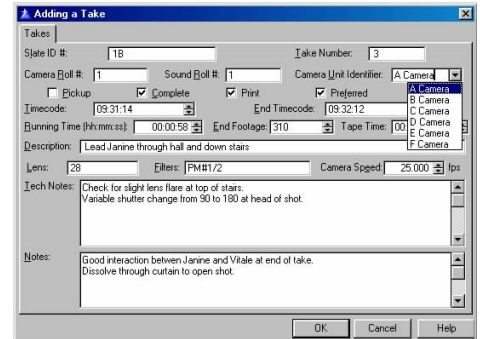 Adding a Take
Takes
Slate ID #: 1B Take Number: 3
Camera Roll #: 1 Sound Roll #: 1 Camera Unit Identifier: A Camera
A Camera
B Camera
C Camera
D Camera
E Camera
F Camera
Pickup Complete Print Preferred
Timecode: 09:31:14 End Timecode: 09:32:12
Running Time (hh:mm:ss): 00:00:58 End Footage: 310 Tape Time: 00:
Description: Lead Janine through hall and down stairs
Lens: 28 Filters: PM#1/2 Camera Speed: 25.000 fps
Tech Notes: Check for slight lens flare at top of stairs.
Variable shutter change from 90 to 180 at head of shot.
Notes: Good interaction betwen Janine and Vitale at end of take.
Dissolve through curtain to open shot.
OK Cancel Help